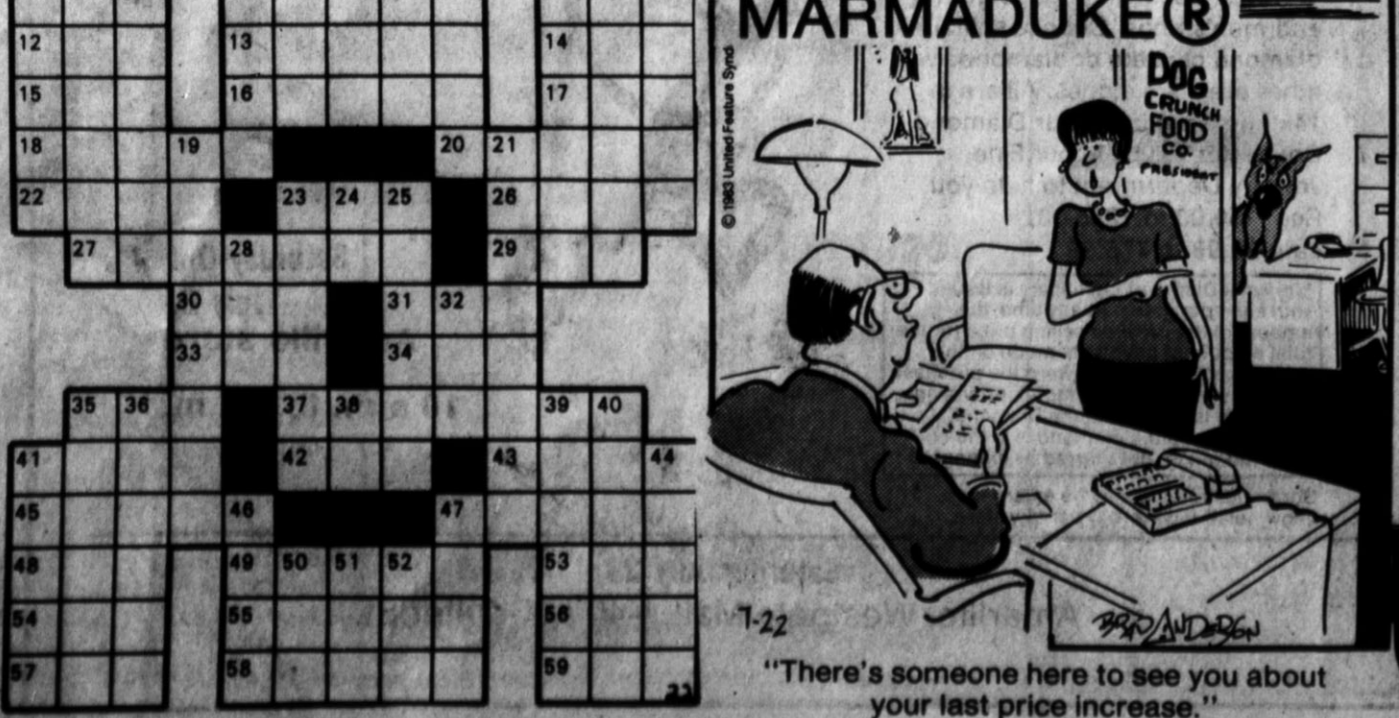 12 13 14
15 16 17
18 19 20 21
22 23 24 25 26
27 28 29
30 31 32
33 34
35 36 37 38 39 40
41 42 43 44
45 46 47
48 49 50 51 52 53
54 55 56
57 58 59
22
MARMADUKE®
© 1983 United Feature Synd.
DOG
CRUNCH
FOOD
CO.
PRESIDENT
7-22
BRAD ANDERSON
"There's someone here to see you about
your last price increase."